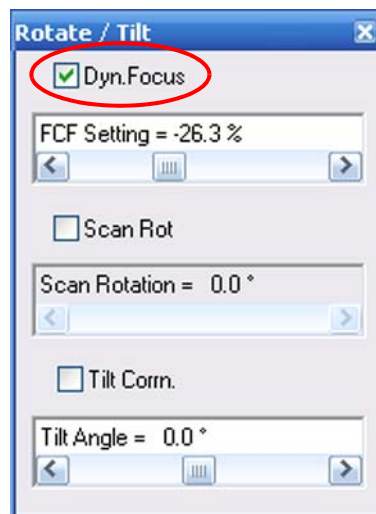 Rotate / Tilt
Dyn.Focus
FCF Setting = -26.3 %
Scan Rot
Scan Rotation = 0.0 °
Tilt Corrn.
Tilt Angle = 0.0 °